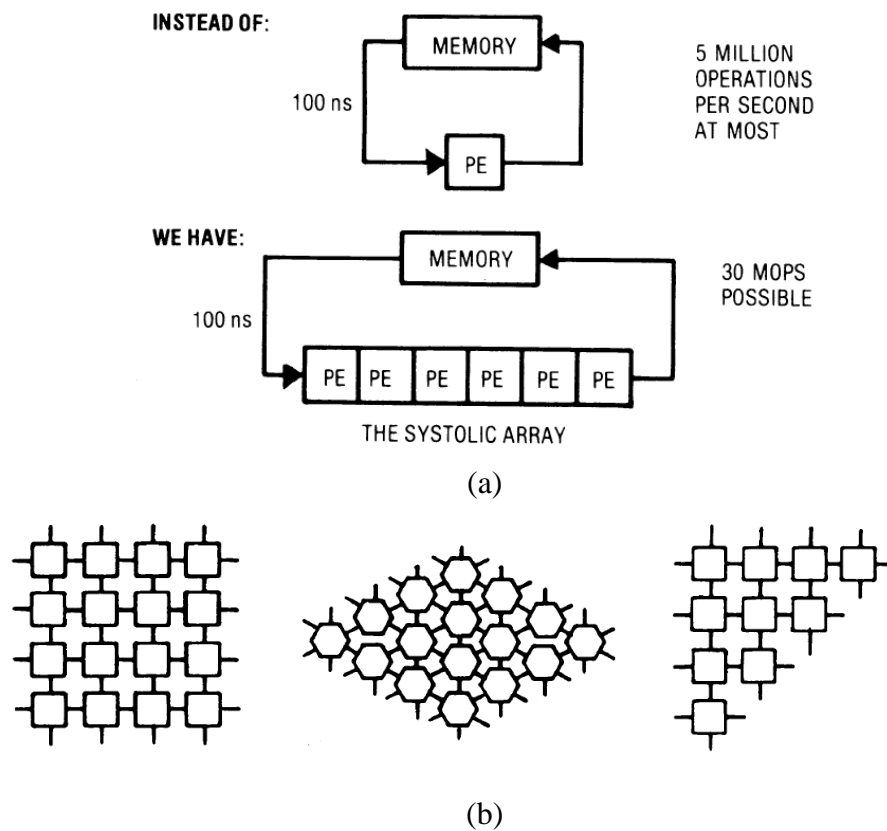 INSTEAD OF:
MEMORY
5 MILLION
OPERATIONS
PER SECOND
AT MOST
100 ns
PE
WE HAVE:
MEMORY
30 MOPS
POSSIBLE
100 ns
PE PE PE PE PE PE
THE SYSTOLIC ARRAY
(a)
(b)